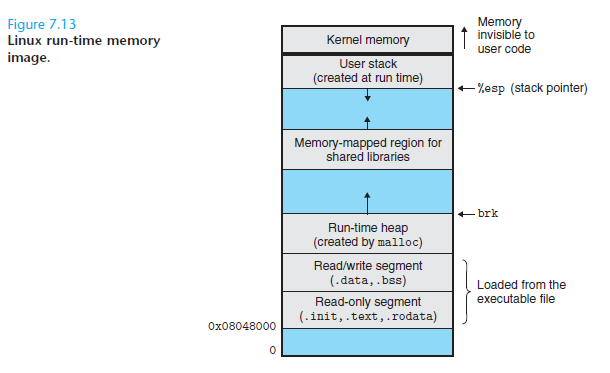 Figure 7.13
Linux run-time memory
image.
Kernel memory
Memory
invisible to
user code
User stack
(created at run time)
%esp (stack pointer)
Memory-mapped region for
shared libraries
brk
Run-time heap
(created by malloc)
Read/write segment
(.data,.bss)
Read-only segment
(.init,.text,.rodata)
Loaded from the
executable file
0x08048000
0